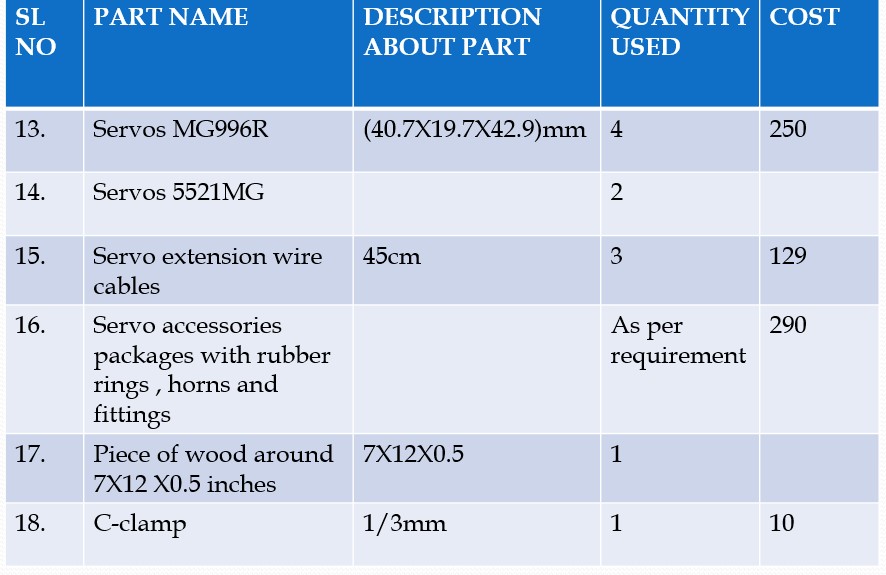 SL NO PART NAME DESCRIPTION ABOUT PART QUANTITY USED COST
13. Servos MG996R (40.7X19.7X42.9)mm 4 250
14. Servos 5521MG 2
15. Servo extension wire 45cm 3 129
cables
16. Servo accessories As per 290
packages with rubber requirement
rings , horns and
fittings
17. Piece of wood around 7X12X0.5 1
7X12 X0.5 inches
18. C-clamp 1/3mm 1 10